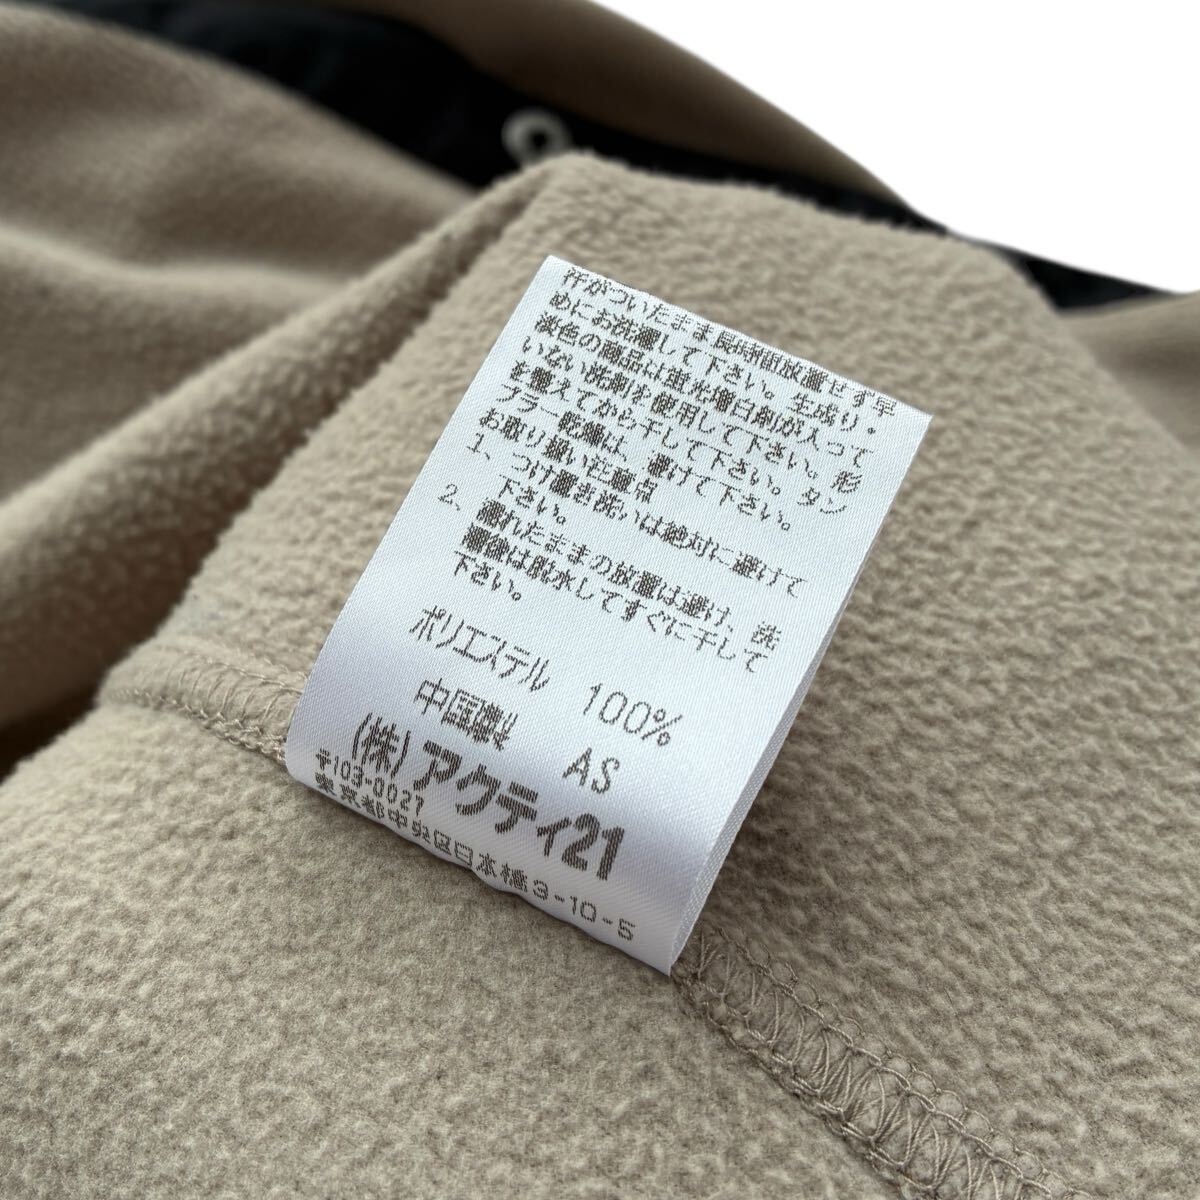 汗がついたまま長時間放置せず早
めにお洗濯して下さい。生成り・
淡色の商品は蛍光増白剤が入って
いない洗剤を使用して下さい。形
を整えてから干して下さい。タン
ブラー乾燥は、避けて下さい。
お取り扱い注意点
1、つけ置き洗いは絶対に避けて
下さい。
2、濡れたままの放置は避け、洗
濯後は脱水してすぐに干して
下さい。
ポリエステル 100%
中国製 AS
(株)アクティ21
〒103-0027
東京都中央区日本橋3-10-5